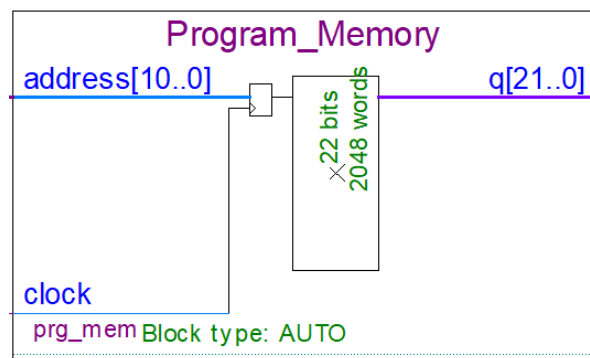 Program_Memory
address[10..0]
q[21..0]
22 bits
2048 words
clock
prg_mem Block type: AUTO